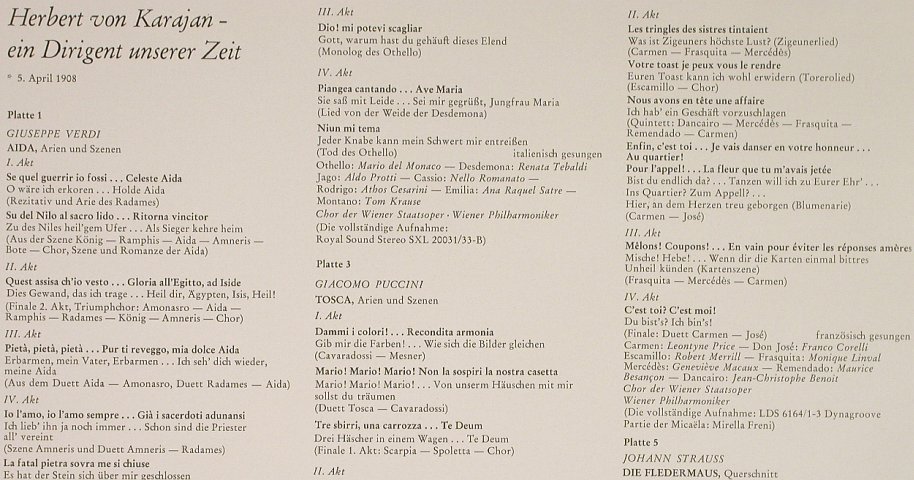 Herbert von Karajan –
ein Dirigent unserer Zeit
* 5. April 1908
Platte 1
GIUSEPPE VERDI
AIDA, Arien und Szenen
I. Akt
Se quel guerrir io fossi . . . Celeste Aida
O wäre ich erkoren . . . Holde Aida
(Rezitativ und Arie des Radames)
Su del Nilo al sacro lido . . . Ritorna vincitor
Zu des Niles heil'gem Ufer . . . Als Sieger kehre heim
(Aus der Szene König — Ramphis — Aida — Amneris —
Bote — Chor, Szene und Romanze der Aida)
II. Akt
Quest assisa ch'io vesto . . . Gloria all'Egitto, ad Iside
Dies Gewand, das ich trage . . . Heil dir, Ägypten, Isis, Heil!
(Finale 2. Akt, Triumphchor: Amonasro — Aida —
Ramphis — Radames — König — Amneris — Chor)
III. Akt
Pietà, pietà, pietà . . . Pur ti reveggo, mia dolce Aida
Erbarmen, mein Vater, Erbarmen . . . Ich seh' dich wieder,
meine Aida
(Aus dem Duett Aida — Amonasro, Duett Radames — Aida)
IV. Akt
Io l'amo, io l'amo sempre . . . Già i sacerdoti adunansi
Ich lieb' ihn ja noch immer . . . Schon sind die Priester
all' vereint
(Szene Amneris und Duett Amneris — Radames)
La fatal pietra sovra me si chiuse
Es hat der Stein sich über mir geschlossen
III. Akt
Dio! mi potevi scagliar
Gott, warum hast du gehäuft dieses Elend
(Monolog des Othello)
IV. Akt
Piangea cantando . . . Ave Maria
Sie saß mit Leide . . . Sei mir gegrüßt, Jungfrau Maria
(Lied von der Weide der Desdemona)
Niun mi tema
Jeder Knabe kann mein Schwert mir entreißen
(Tod des Othello) italienisch gesungen
Othello: Mario del Monaco — Desdemona: Renata Tebaldi
Jago: Aldo Protti — Cassio: Nello Romanato —
Rodrigo: Athos Cesarini — Emilia: Ana Raquel Satre —
Montano: Tom Krause
Chor der Wiener Staatsoper · Wiener Philharmoniker
(Die vollständige Aufnahme:
Royal Sound Stereo SXL 20031/33-B)
Platte 3
GIACOMO PUCCINI
TOSCA, Arien und Szenen
I. Akt
Dammi i colori! . . . Recondita armonia
Gib mir die Farben! . . . Wie sich die Bilder gleichen
(Cavaradossi — Mesner)
Mario! Mario! Mario! Non la sospiri la nostra casetta
Mario! Mario! Mario! . . . Von unserm Häuschen mit mir
sollst du träumen
(Duett Tosca — Cavaradossi)
Tre sbirri, una carrozza . . . Te Deum
Drei Häscher in einem Wagen . . . Te Deum
(Finale 1. Akt: Scarpia — Spoletta — Chor)
II. Akt
II. Akt
Les tringles des sistres tintaient
Was ist Zigeuners höchste Lust? (Zigeunerlied)
(Carmen — Frasquita — Mercédès)
Votre toast je peux vous le rendre
Euren Toast kann ich wohl erwidern (Torerolied)
(Escamillo — Chor)
Nous avons en tête une affaire
Ich hab' ein Geschäft vorzuschlagen
(Quintett: Dancairo — Mercédès — Frasquita —
Remendado — Carmen)
Enfin, c'est toi . . . Je vais danser en votre honneur . . .
Au quartier!
Pour l'appel! . . . La fleur que tu m'avais jetée
Bist du endlich da? . . . Tanzen will ich zu Eurer Ehr' . . .
Ins Quartier? Zum Appell? . . .
Hier, an dem Herzen treu geborgen (Blumenarie)
(Carmen — José)
III. Akt
Mêlons! Coupons! . . . En vain pour éviter les réponses amères
Mische! Hebe! . . . Wenn dir die Karten einmal bittres
Unheil künden (Kartenszene)
(Frasquita — Mercédès — Carmen)
IV. Akt
C'est toi? C'est moi!
Du bist's? Ich bin's!
(Finale: Duett Carmen — José) französisch gesungen
Carmen: Leontyne Price — Don José: Franco Corelli
Escamillo: Robert Merrill — Frasquita: Monique Linval
Mercédès: Geneviève Macaux — Remendado: Maurice
Besançon — Dancairo: Jean-Christophe Benoit
Chor der Wiener Staatsoper
Wiener Philharmoniker
(Die vollständige Aufnahme: LDS 6164/1-3 Dynagroove
Partie der Micaëla: Mirella Freni)
Platte 5
JOHANN STRAUSS
DIE FLEDERMAUS, Querschnitt